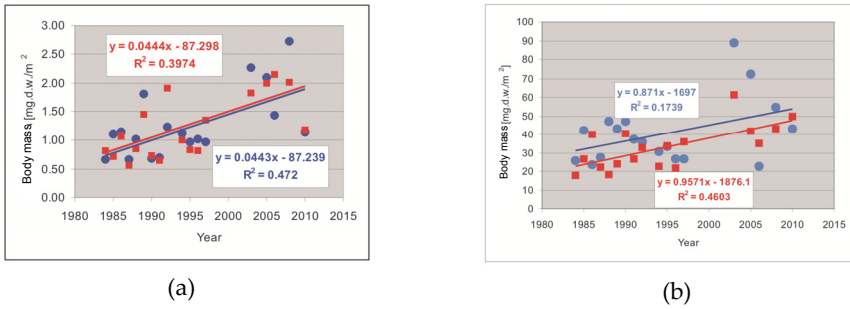 y = 0.0444x - 87.298
R² = 0.3974
y = 0.0443x - 87.239
R² = 0.472
Body mass [mg.d.w./m ²
3.00
2.50
2.00
1.50
1.00
0.50
0.00
1980 1985 1990 1995 2000 2005 2010 2015
Year
(a)
y = 0.871x - 1697
R² = 0.1739
y = 0.9571x - 1876.1
R² = 0.4603
Body mass [mg.d.w./m²]
100
90
80
70
60
50
40
30
20
10
0
1980 1985 1990 1995 2000 2005 2010 2015
Year
(b)